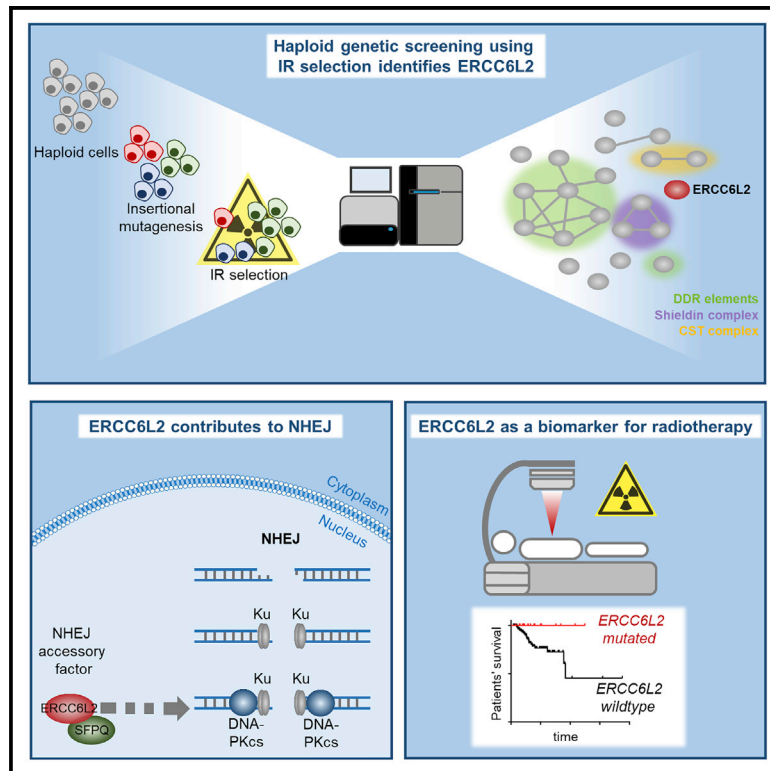 Haploid genetic screening using
IR selection identifies ERCC6L2
Haploid cells
Insertional
mutagenesis
IR selection
ERCC6L2
DDR elements
Shieldin complex
CST complex
ERCC6L2 contributes to NHEJ
Cytoplasm
Nucleus
NHEJ
Ku Ku
NHEJ
accessory
factor
Ku Ku
ERCC6L2
SFPQ
DNA-
PKcs
DNA-
PKcs
ERCC6L2 as a biomarker for radiotherapy
Patients' survival
ERCC6L2
mutated
ERCC6L2
wildtype
time